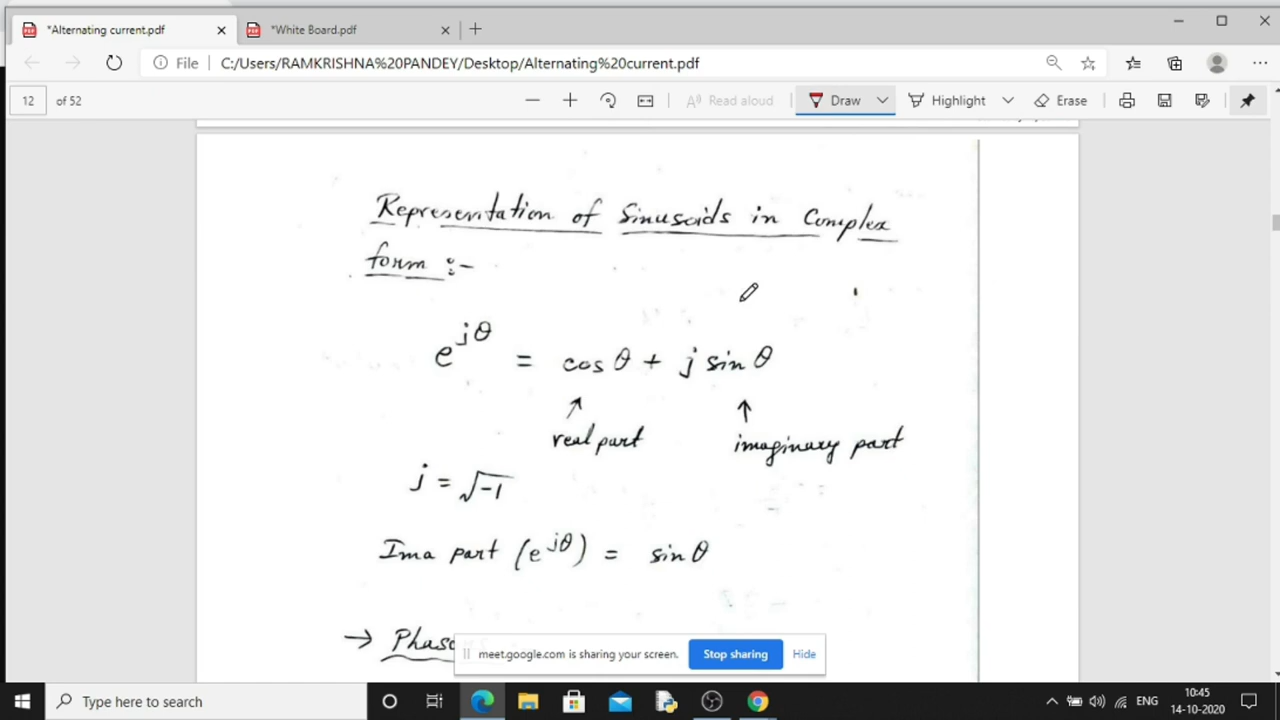 *Alternating current.pdf
*White Board.pdf
File
C:/Users/RAMKRISHNA%20PANDEY/Desktop/Alternating%20current.pdf
12 of 52
Read aloud
Draw
Highlight
Erase
Representation of Sinusoids in Complex
form :-
e^jθ = cos θ + j sin θ
real part
imaginary part
j = √-1
Ima part (e^jθ) = sin θ
→
meet.google.com is sharing your screen.
Stop sharing
Hide
Type here to search
ENG
10:45
14-10-2020